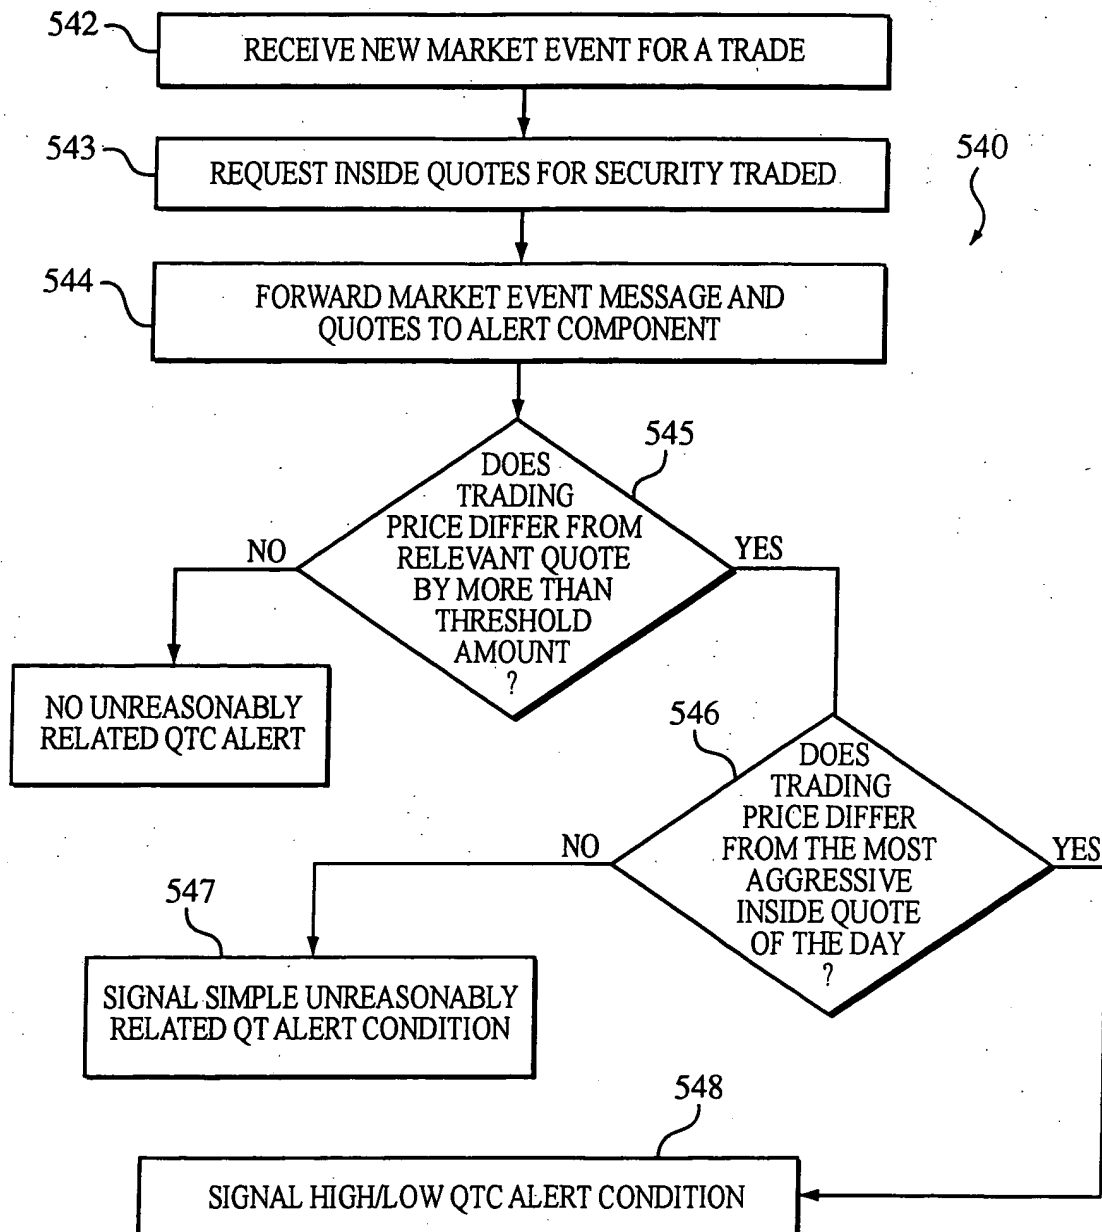 542
RECEIVE NEW MARKET EVENT FOR A TRADE
543
REQUEST INSIDE QUOTES FOR SECURITY TRADED
540
544
FORWARD MARKET EVENT MESSAGE AND
QUOTES TO ALERT COMPONENT
545
DOES
TRADING
PRICE DIFFER FROM
RELEVANT QUOTE
BY MORE THAN
THRESHOLD
AMOUNT
?
NO
YES
NO UNREASONABLY
RELATED QTC ALERT
546
DOES
TRADING
PRICE DIFFER
FROM THE MOST
AGGRESSIVE
INSIDE QUOTE
OF THE DAY
?
NO
YES
547
SIGNAL SIMPLE UNREASONABLY
RELATED QT ALERT CONDITION
548
SIGNAL HIGH/LOW QTC ALERT CONDITION